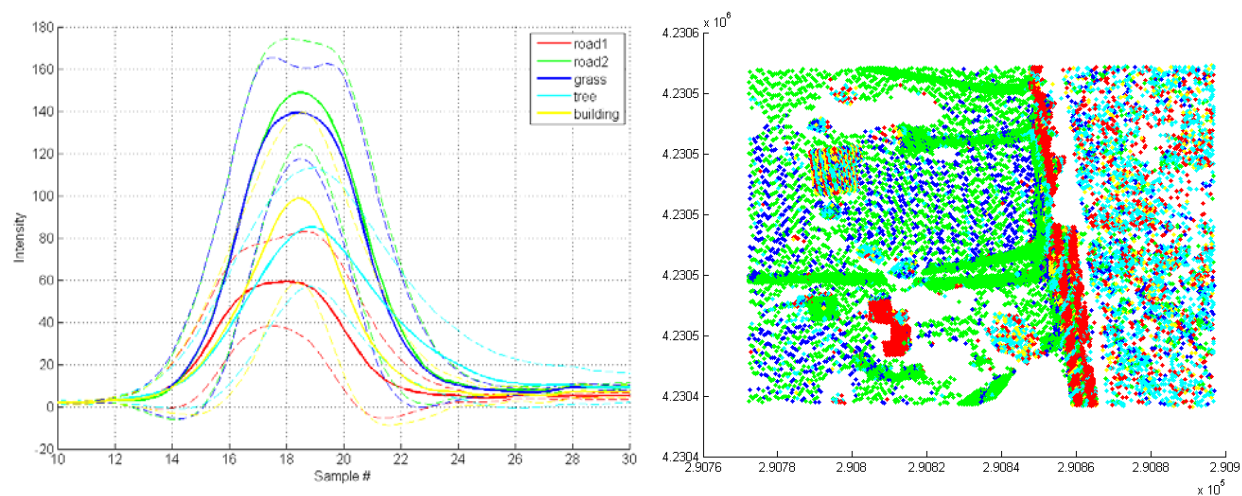 180
160
140
120
100
80
60
40
20
0
-20
Intensity
10 12 14 16 18 20 22 24 26 28 30
Sample #
road1
road2
grass
tree
building
x 10^6
4.2306
4.2305
4.2305
4.2305
4.2305
4.2305
4.2304
4.2304
2.9076 2.9078 2.908 2.9082 2.9084 2.9086 2.9088 2.909
x 10^5